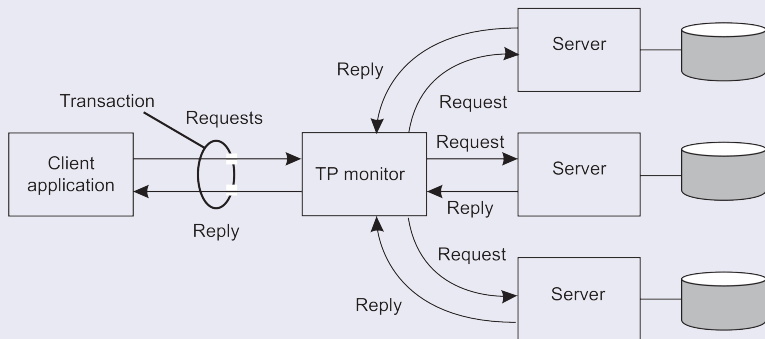 Server
Reply
Request
Transaction
Requests
Client
application
TP monitor
Request
Server
Reply
Reply
Request
Server
Reply